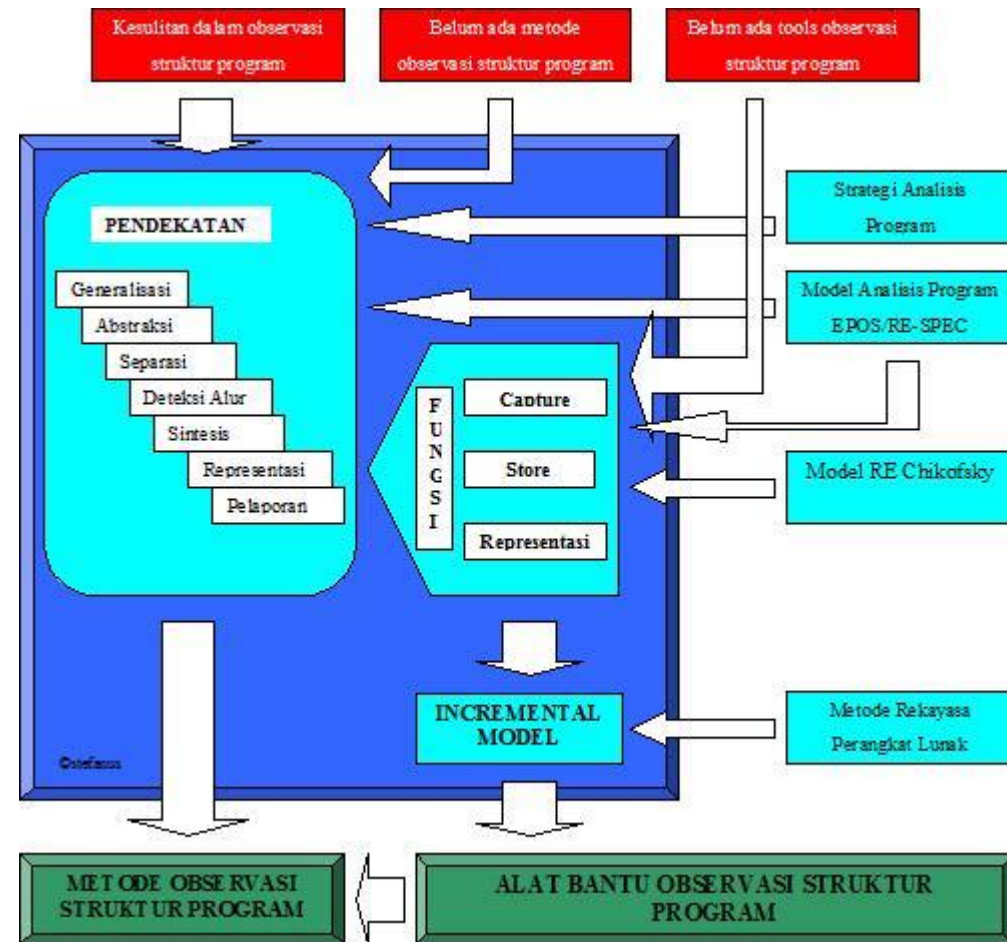 Kesulitan dalam observasi
struktur program
Belum ada metode
observasi struktur program
Belum ada tools observasi
struktur program
Strategi Analisis
Program
Model Analisis Program
EPOS/RE-SPEC
Model RE Chikofsky
Metode Rekayasa
Perangkat Lunak
PENDEKATAN
Generalisasi
Abstraksi
Separasi
Deteksi Alur
Sintesis
Representasi
Pelaporan
FUNGSI
Capture
Store
Representasi
INCREMENTAL
MODEL
©stefanus
METODE OBSERVASI
STRUKTUR PROGRAM
ALAT BANTU OBSERVASI STRUKTUR
PROGRAM